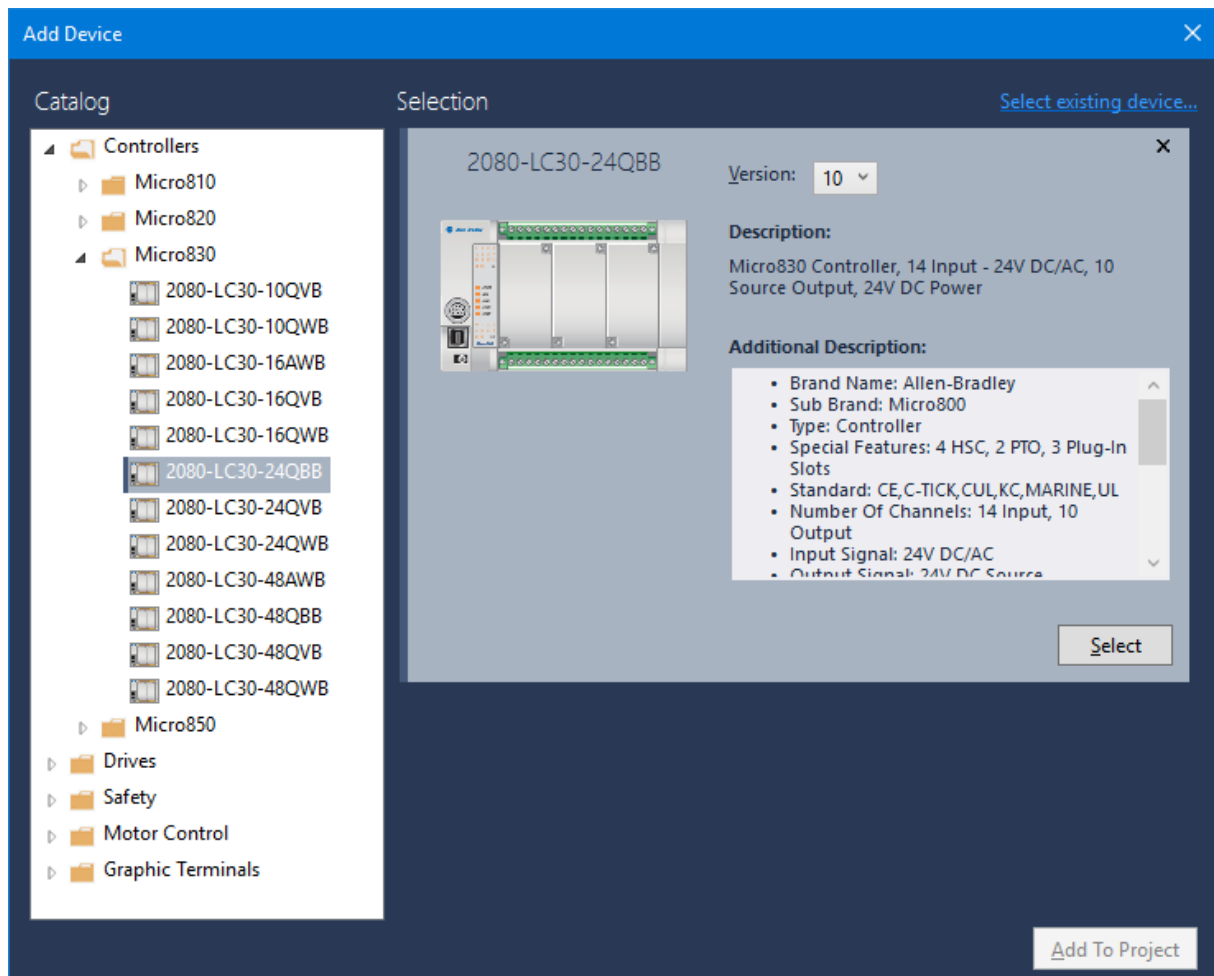 Add Device
Catalog
Selection
Select existing device...
Controllers
Micro810
Micro820
Micro830
2080-LC30-10QVB
2080-LC30-10QWB
2080-LC30-16AWB
2080-LC30-16QVB
2080-LC30-16QWB
2080-LC30-24QBB
2080-LC30-24QVB
2080-LC30-24QWB
2080-LC30-48AWB
2080-LC30-48QBB
2080-LC30-48QVB
2080-LC30-48QWB
Micro850
Drives
Safety
Motor Control
Graphic Terminals
2080-LC30-24QBB
Version: 10
Description:
Micro830 Controller, 14 Input - 24V DC/AC, 10
Source Output, 24V DC Power
Additional Description:
• Brand Name: Allen-Bradley
• Sub Brand: Micro800
• Type: Controller
• Special Features: 4 HSC, 2 PTO, 3 Plug-In
Slots
• Standard: CE,C-TICK,CUL,KC,MARINE,UL
• Number Of Channels: 14 Input, 10
Output
• Input Signal: 24V DC/AC
• Output Signal: 24V DC Source
Select
Add To Project